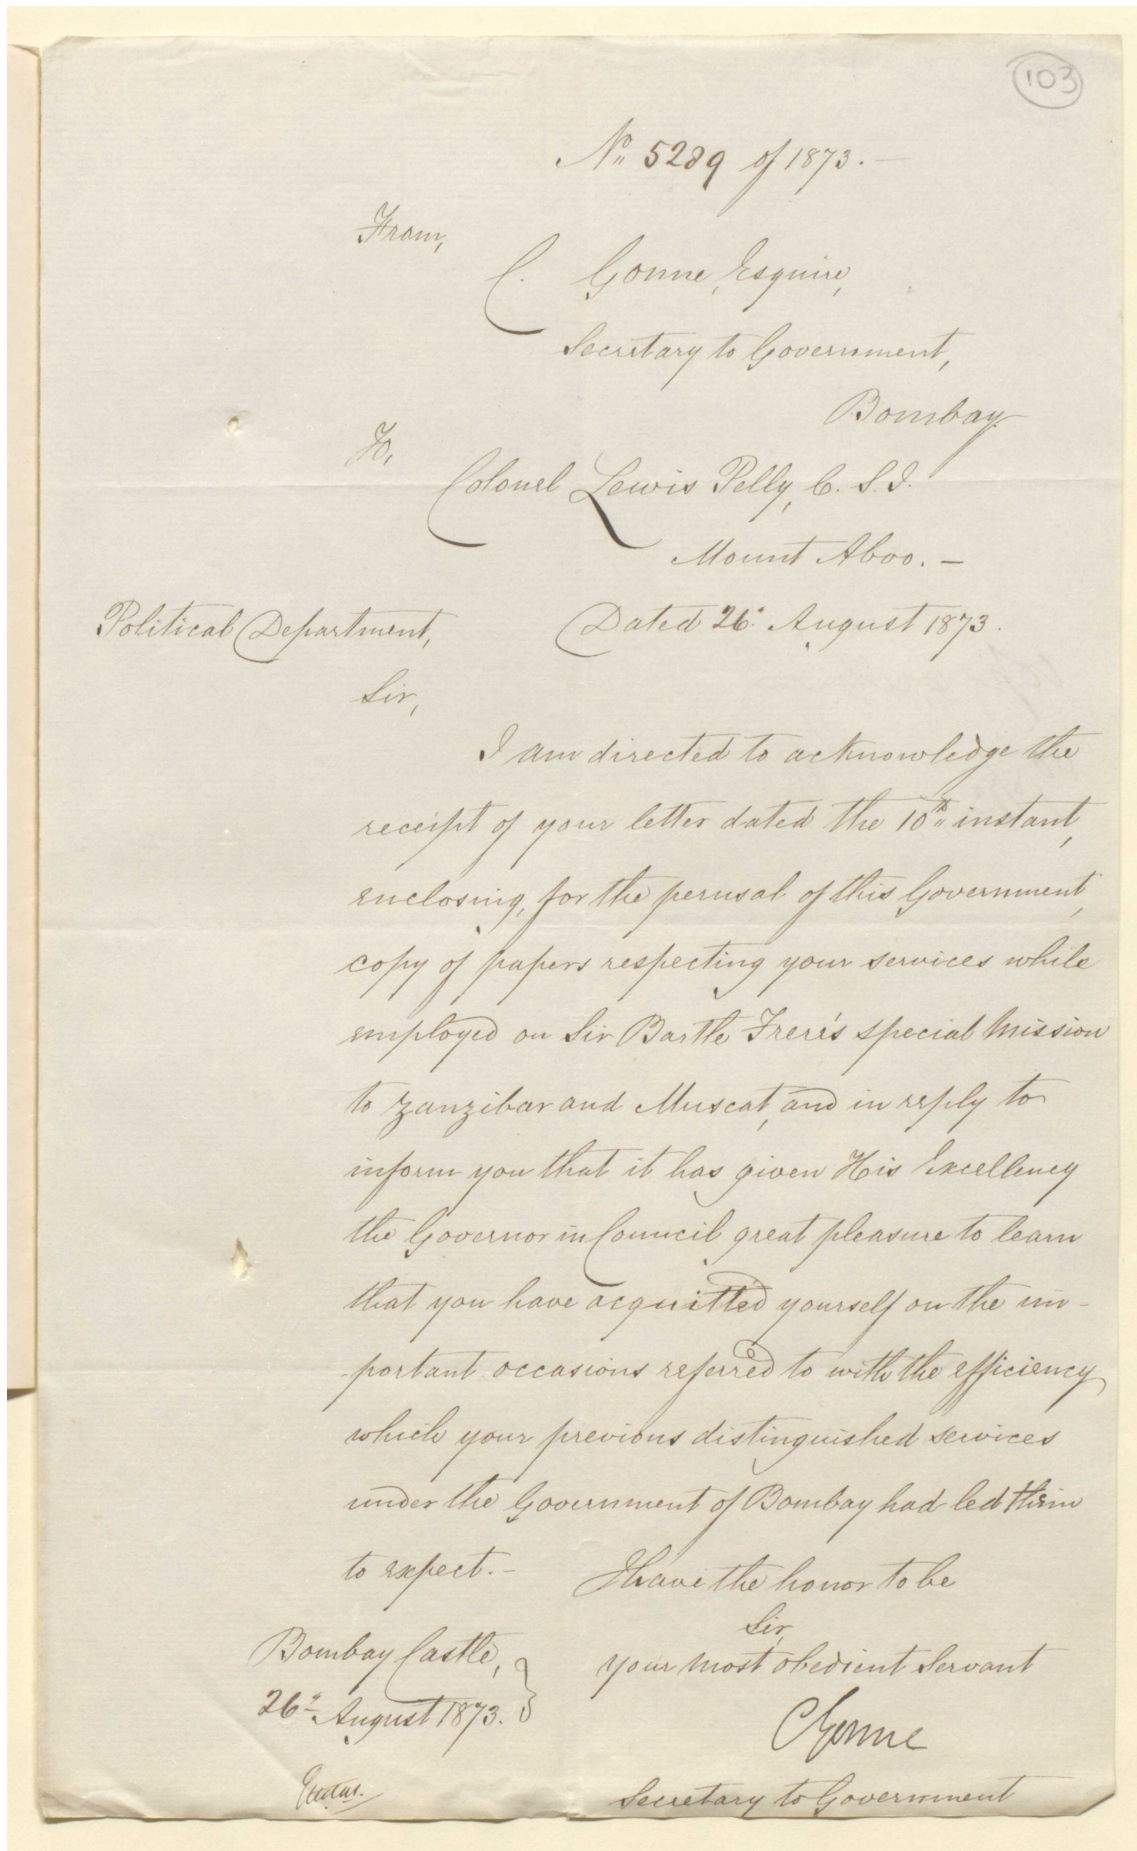 103
No 5289 of 1873. —
From,
C. Gonne, Esquire,
Secretary to Government,
Bombay.
To,
Colonel Lewis Pelly, C. S. I.
Mount Aboo. —
Political Department,
Dated 26th August 1873.
Sir,
I am directed to acknowledge the
receipt of your letter dated the 10th instant,
enclosing, for the perusal of this Government,
copy of papers respecting your services while
employed on Sir Bartle Frere's special Mission
to Zanzibar and Muscat, and in reply to
inform you that it has given His Excellency
the Governor in Council great pleasure to learn
that you have acquitted yourself on the im-
-portant occasions referred to with the efficiency
which your previous distinguished services
under the Government of Bombay had led them
to expect. –
I have the honor to be
Sir,
your most obedient Servant
CGonne
Secretary to Government
Bombay Castle,
26th August 1873.